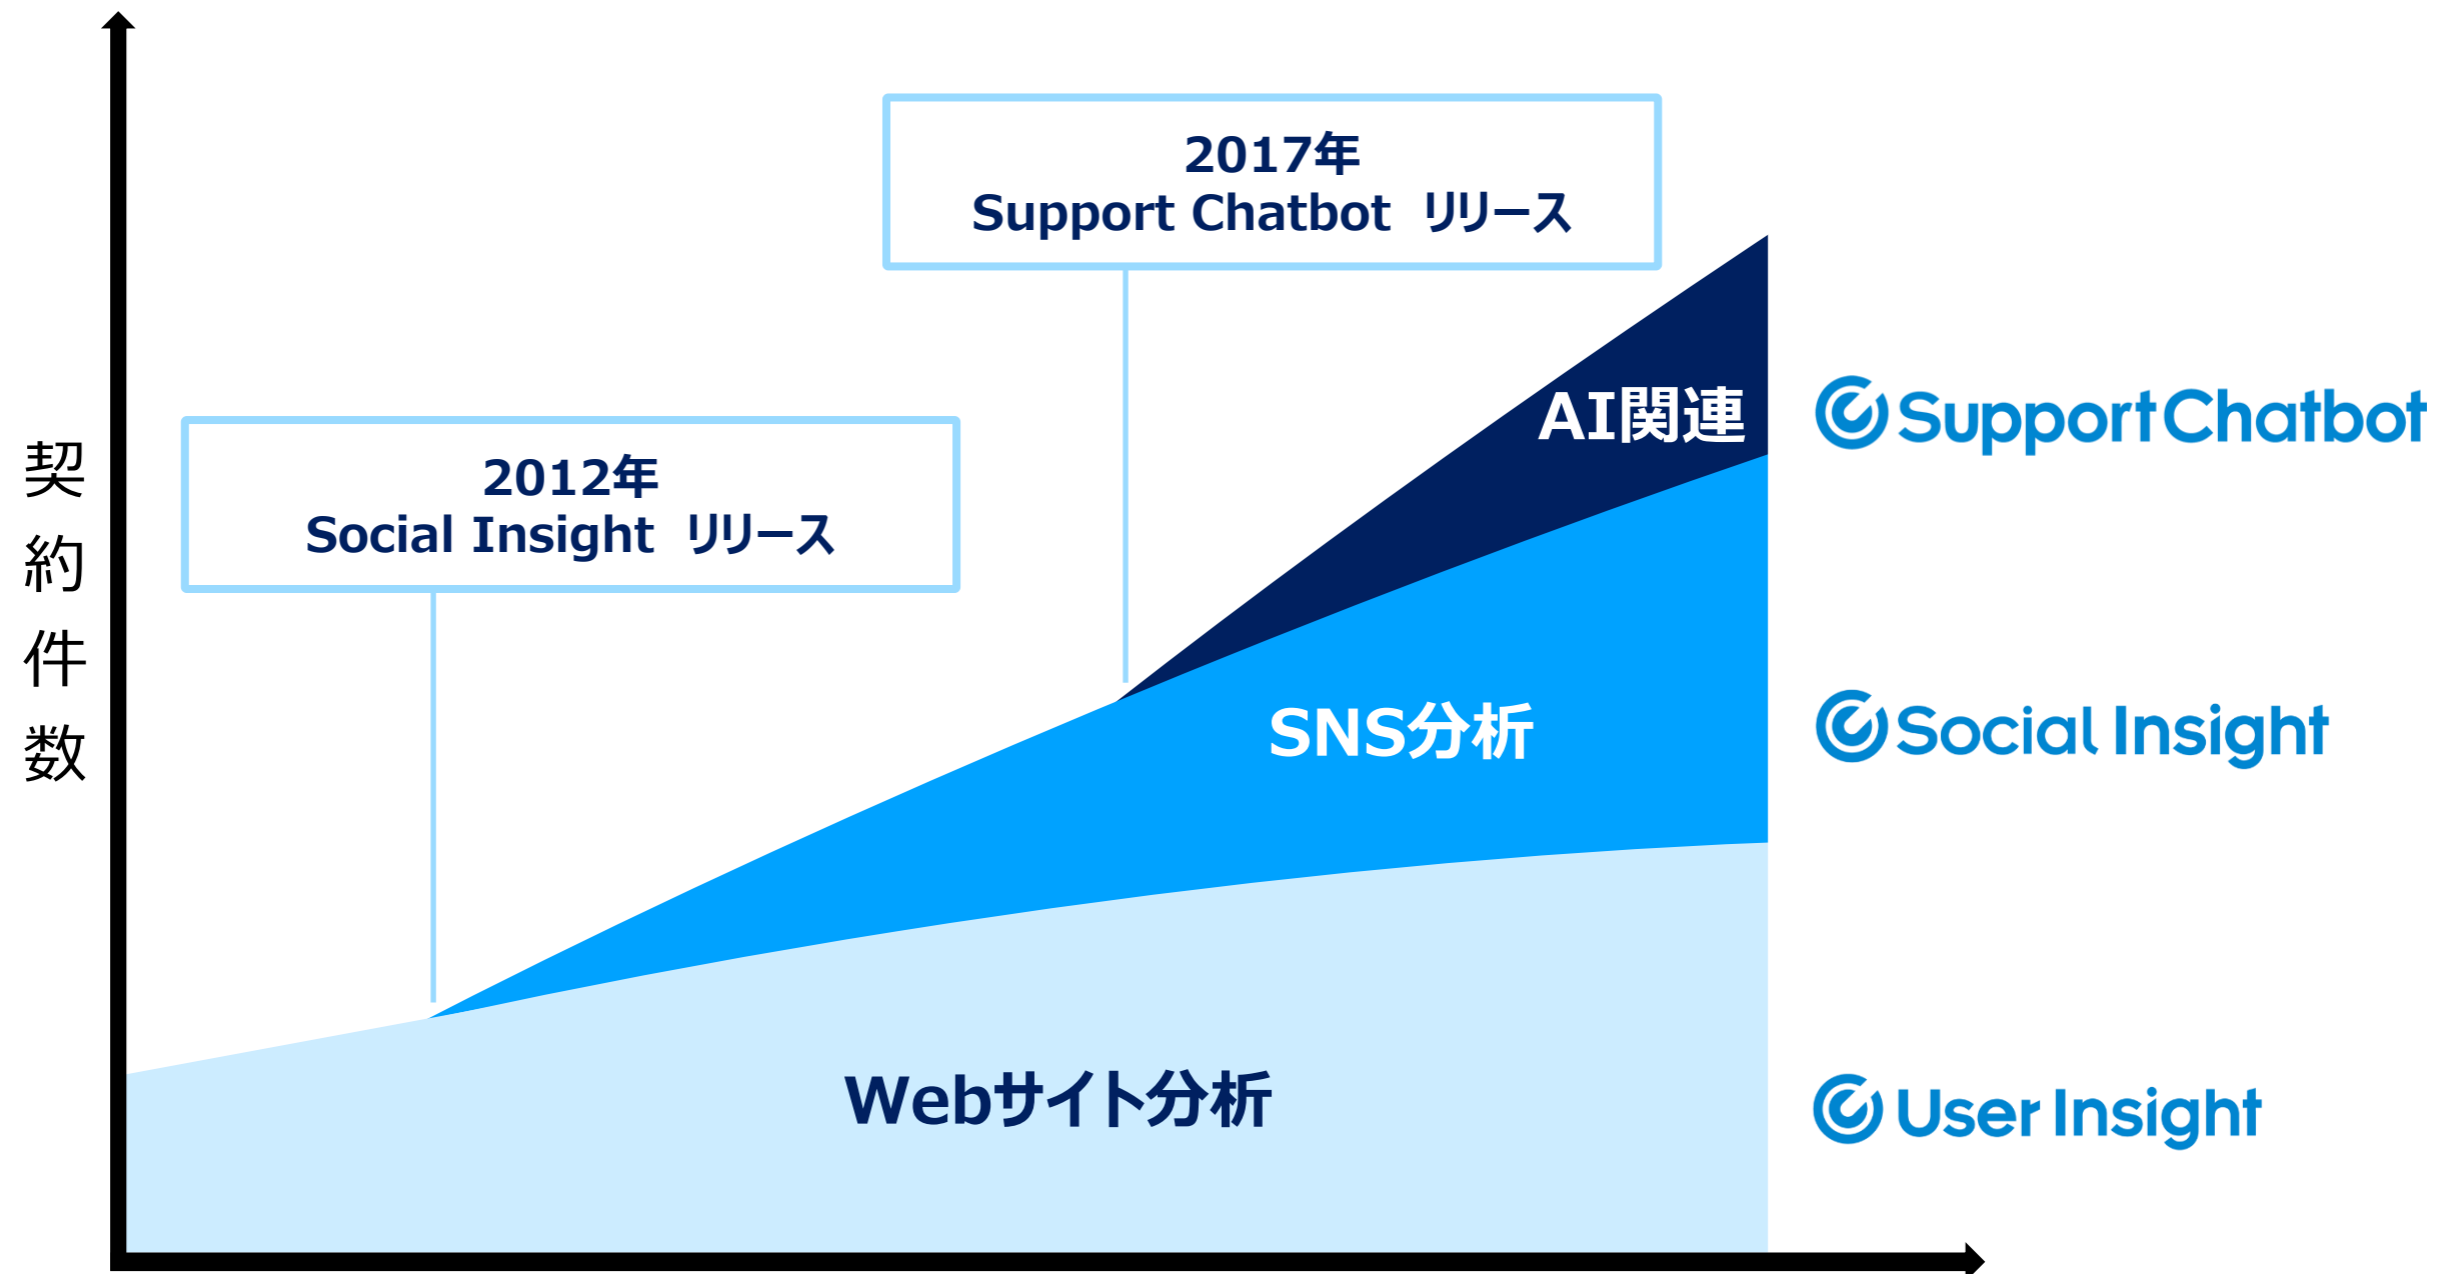 契約件数
2017年
Support Chatbot リリース
2012年
Social Insight リリース
AI関連
SupportChatbot
SNS分析
Social Insight
Webサイト分析
User Insight